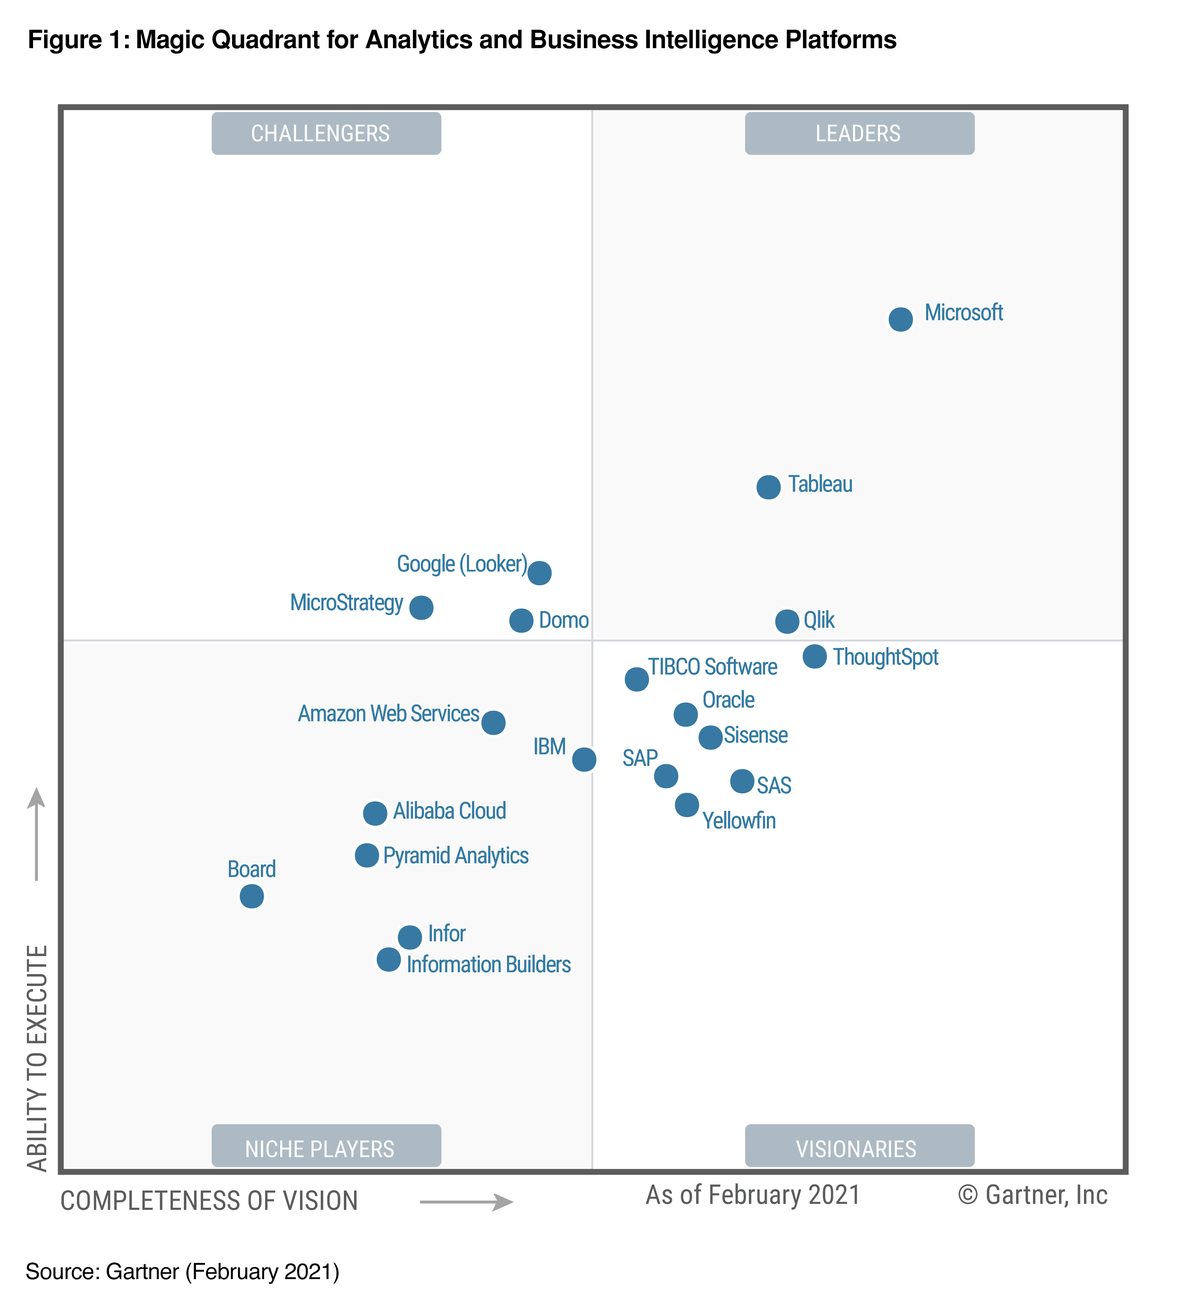 Figure 1: Magic Quadrant for Analytics and Business Intelligence Platforms
CHALLENGERS
LEADERS
Microsoft
Tableau
Google (Looker)
MicroStrategy
Domo
Qlik
ThoughtSpot
TIBCO Software
Oracle
Amazon Web Services
Sisense
IBM
SAP
SAS
Alibaba Cloud
Yellowfin
Pyramid Analytics
Board
Infor
Information Builders
ABILITY TO EXECUTE
NICHE PLAYERS
VISIONARIES
COMPLETENESS OF VISION
As of February 2021
© Gartner, Inc
Source: Gartner (February 2021)